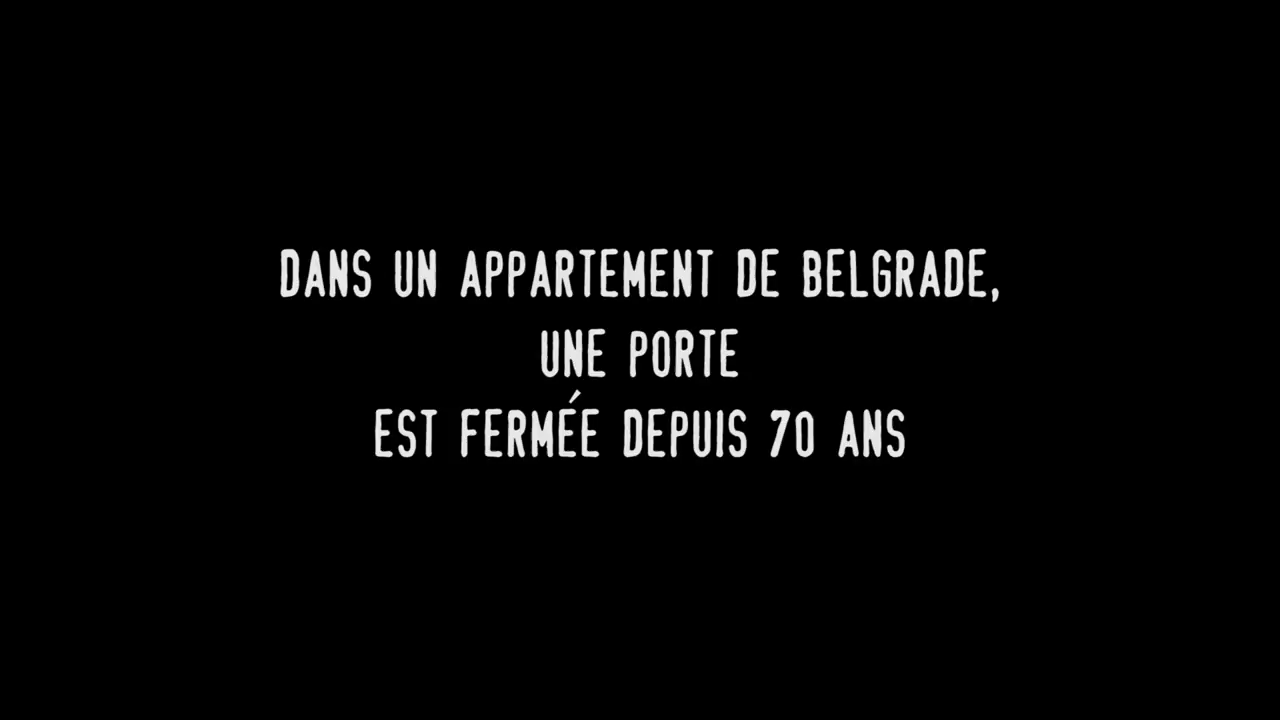 DANS UN APPARTEMENT DE BELGRADE,
UNE PORTE
EST FERMÉE DEPUIS 70 ANS